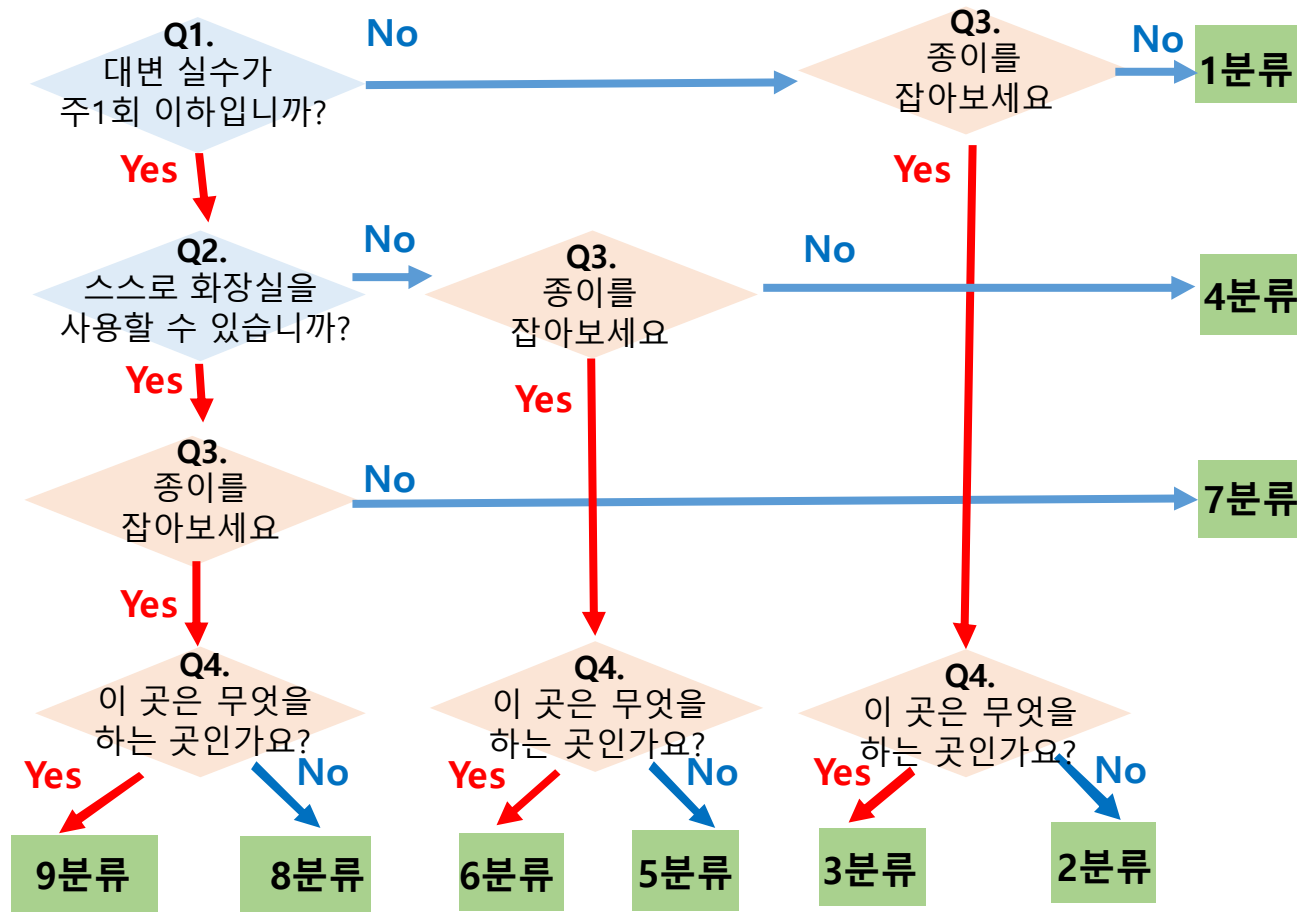 Q1.
대변 실수가
주1회 이하입니까?
No
Q3.
종이를
잡아보세요
No
1분류
Yes
Yes
Q2.
스스로 화장실을
사용할 수 있습니까?
No
Q3.
종이를
잡아보세요
No
4분류
Yes
Yes
Q3.
종이를
잡아보세요
No
7분류
Yes
Q4.
이 곳은 무엇을
하는 곳인가요?
Q4.
이 곳은 무엇을
하는 곳인가요?
Q4.
이 곳은 무엇을
하는 곳인가요?
Yes
No
Yes
No
Yes
No
9분류
8분류
6분류
5분류
3분류
2분류